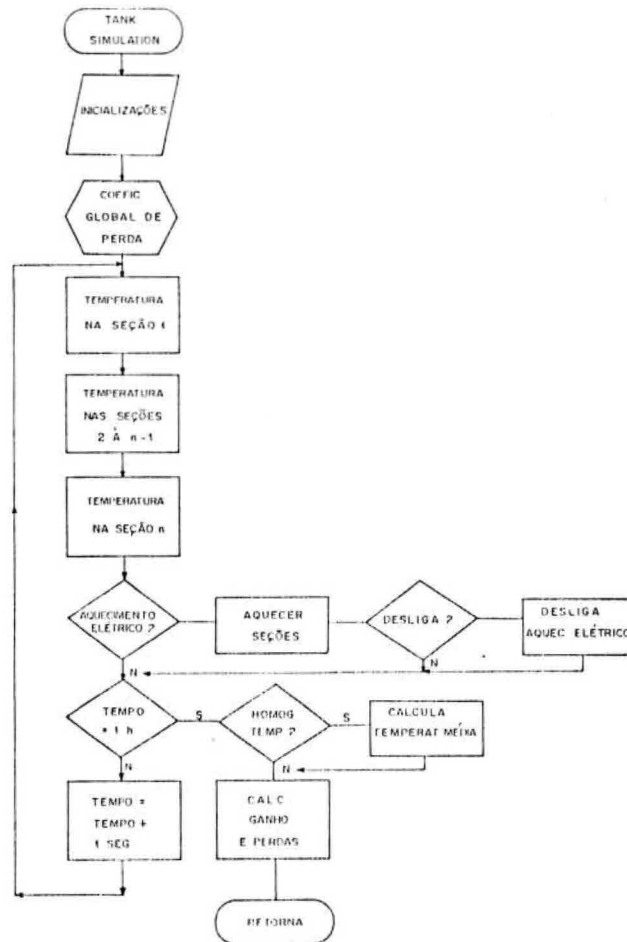 TANK
SIMULATION
INICIALIZAÇÕES
COEFIC
GLOBAL DE
PERDA
TEMPERATURA
NA SEÇÃO 1
TEMPERATURA
NAS SEÇÕES
2 À n-1
TEMPERATURA
NA SEÇÃO n
AQUECIMENTO
ELÉTRICO ?
AQUECER
SEÇÕES
DESLIGA ?
DESLIGA
AQUEC. ELÉTRICO
N
N
TEMPO
= 1 h
S
HOMOG
TEMP ?
S
CALCULA
TEMPERAT MEÍXA
N
N
TEMPO =
TEMPO +
1 SEG
CALC
GANHO
E PERDAS
RETORNA